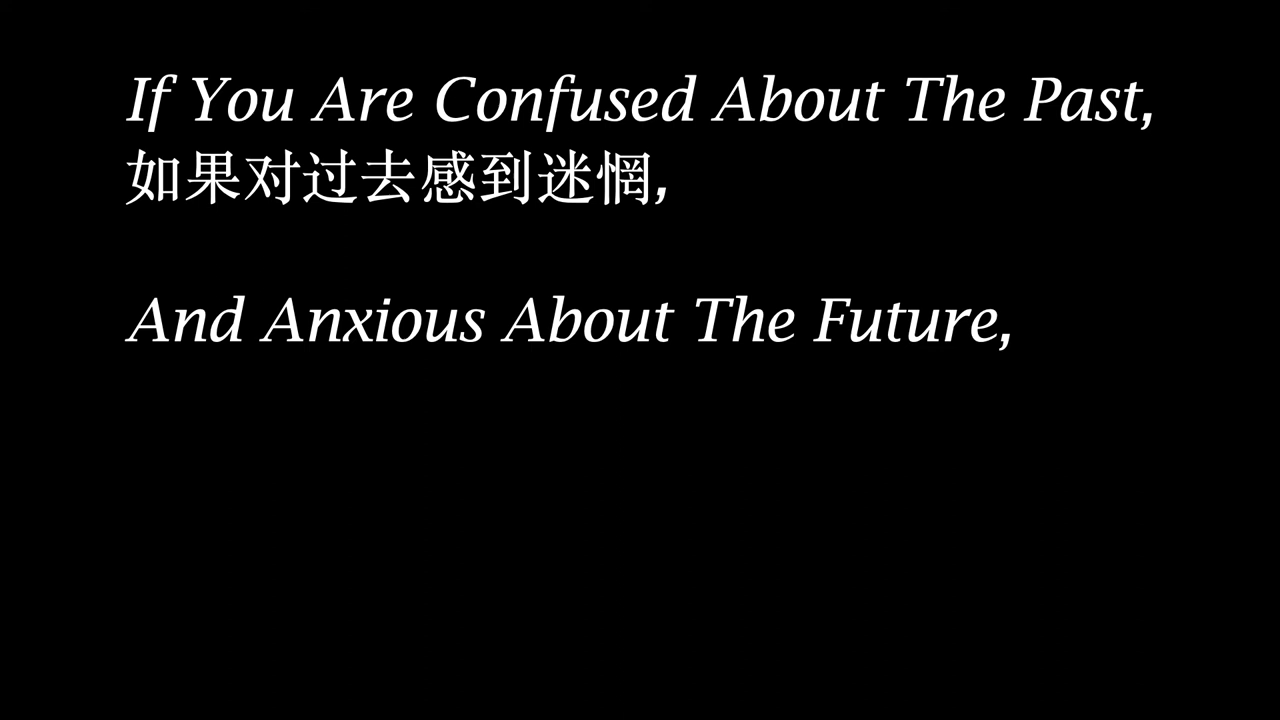 If You Are Confused About The Past,
如果对过去感到迷惘,
And Anxious About The Future,